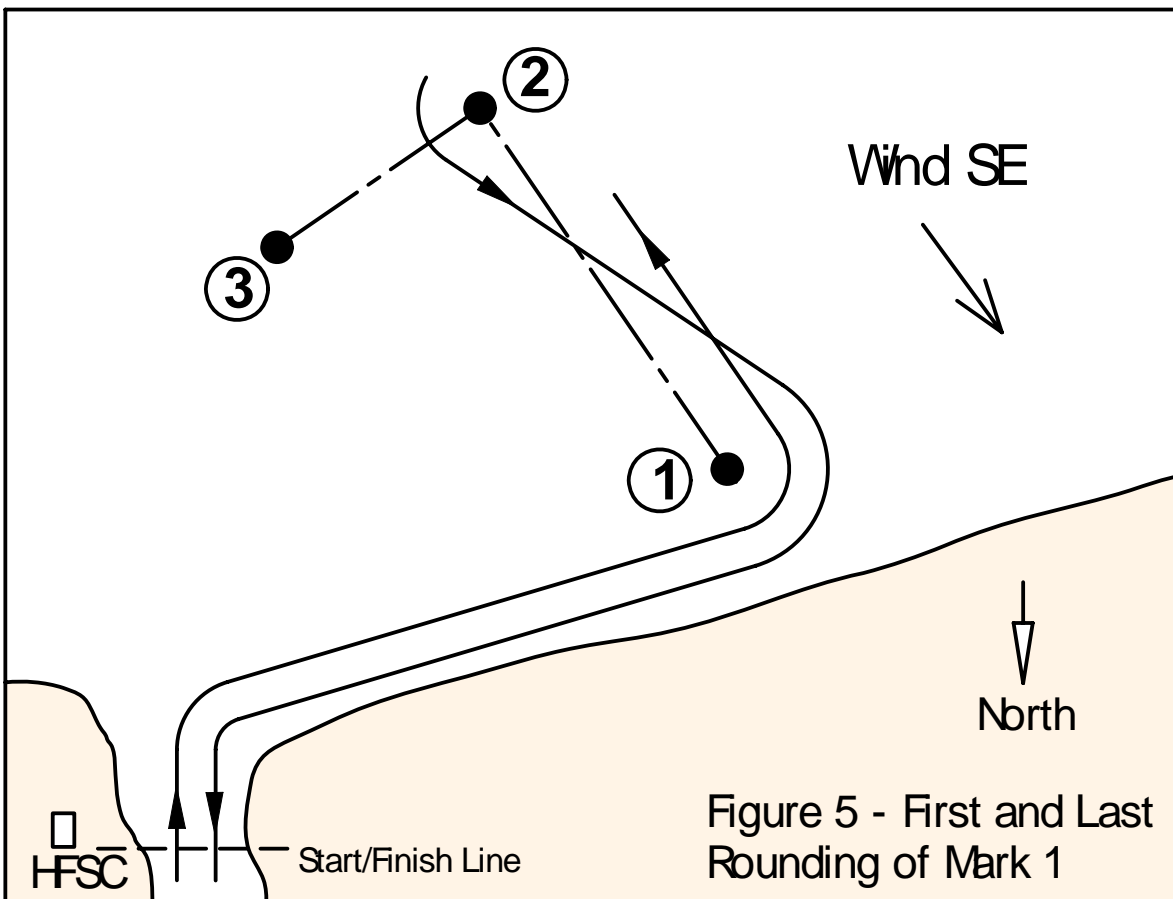 2
Wind SE
3
1
North
HFSC
Start/Finish Line
Figure 5 - First and Last
Rounding of Mark 1